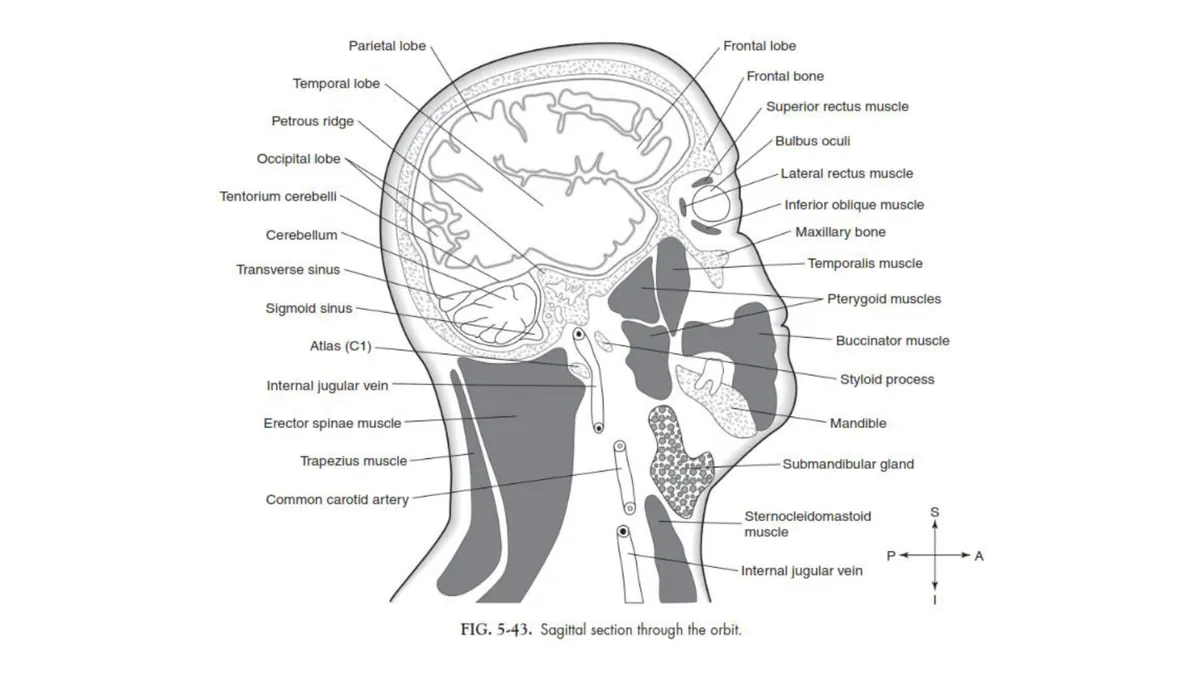 Parietal lobe
Temporal lobe
Petrous ridge
Occipital lobe
Tentorium cerebelli
Cerebellum
Transverse sinus
Sigmoid sinus
Atlas (C1)
Internal jugular vein
Erector spinae muscle
Trapezius muscle
Common carotid artery
Frontal lobe
Frontal bone
Superior rectus muscle
Bulbus oculi
Lateral rectus muscle
Inferior oblique muscle
Maxillary bone
Temporalis muscle
Pterygoid muscles
Buccinator muscle
Styloid process
Mandible
Submandibular gland
Sternocleidomastoid
muscle
Internal jugular vein
S
P A
I
FIG. 5-43. Sagittal section through the orbit.